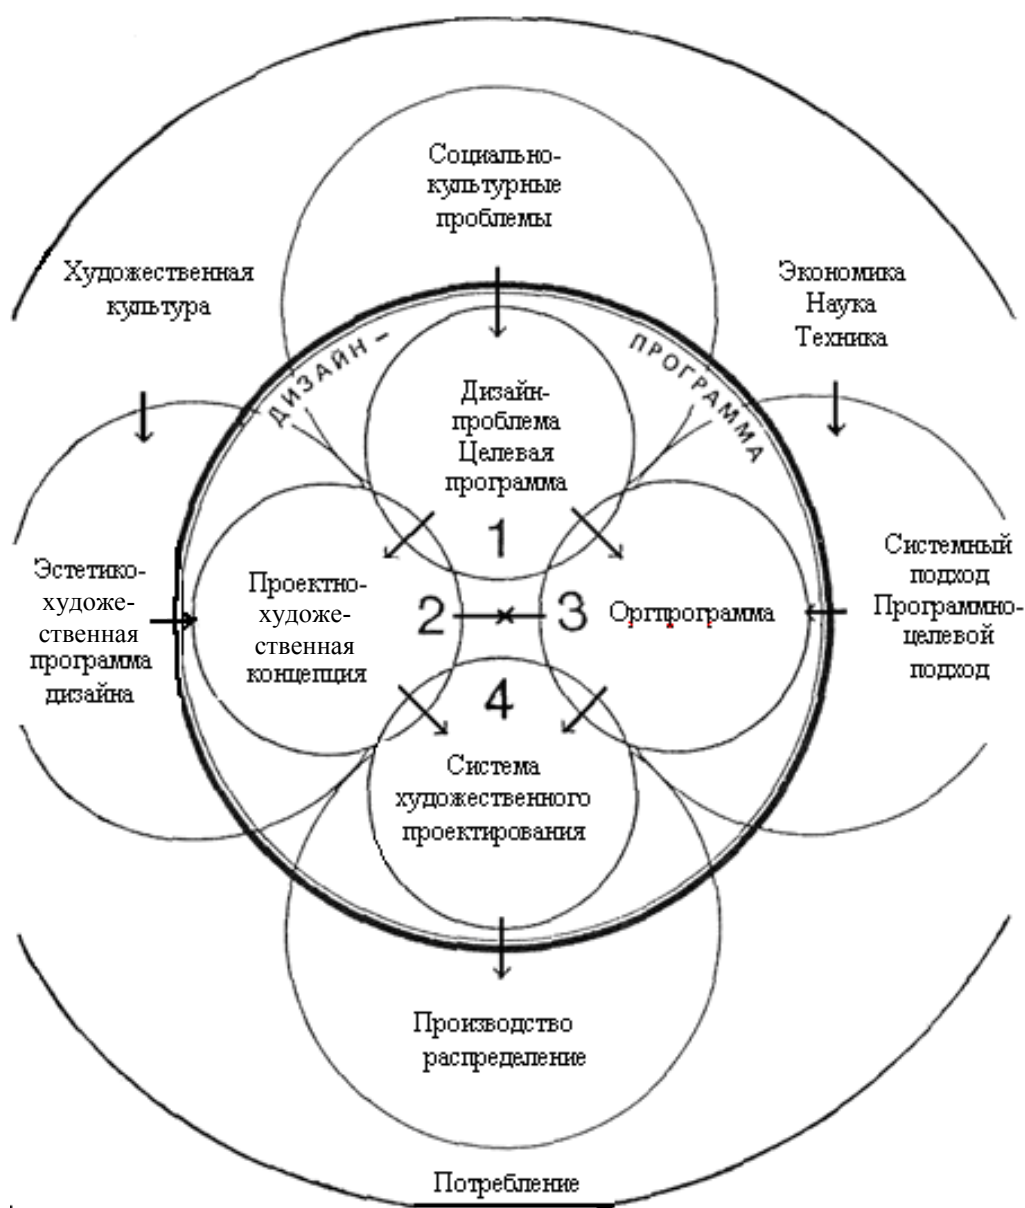 Социально-
культурные
проблемы
Художественная
культура
Экономика
Наука
Техника
ДИЗАЙН –
ПРОГРАММА
Дизайн-
проблема
Целевая
программа
1
Эстетико-
художе-
ственная
программа
дизайна
Проектно-
художе-
ственная
концепция
2
3
Оргпрограмма
Системный
подход
Программно-
целевой
подход
4
Система
художественного
проектирования
Производство
распределение
Потребление